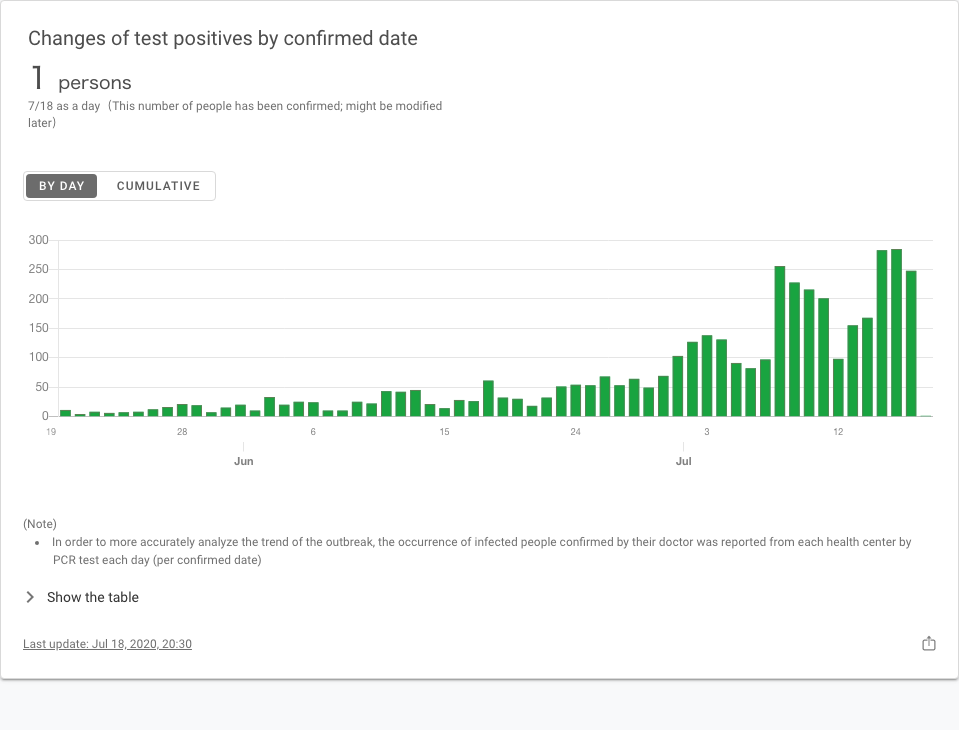 Changes of test positives by confirmed date
1 persons
7/18 as a day（This number of people has been confirmed; might be modified
later）
BY DAY CUMULATIVE
300
250
200
150
100
50
0
19 28 6 15 24 3 12
Jun Jul
(Note)
• In order to more accurately analyze the trend of the outbreak, the occurrence of infected people confirmed by their doctor was reported from each health center by
PCR test each day (per confirmed date)
Show the table
Last update: Jul 18, 2020, 20:30